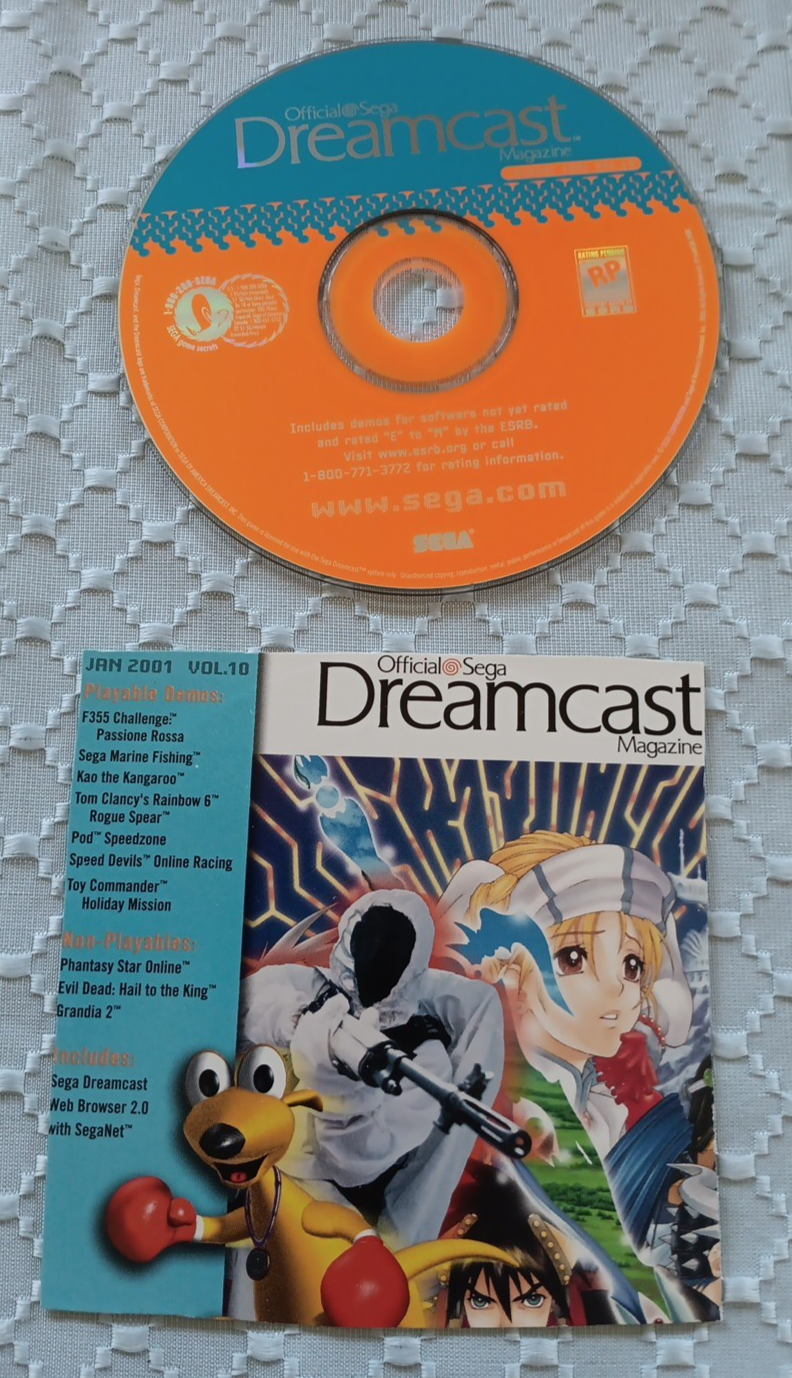 Official Sega
Dreamcast™
Magazine
1-800-200-SEGA
SEGA game secrets
RATING PENDING
RP
Includes demos for software not yet rated
and rated "E" to "M" by the ESRB.
Visit www.esrb.org or call
1-800-771-3772 for rating information.
www.sega.com
SEGA®
JAN 2001 VOL.10
Playable Demos:
F355 Challenge:™
Passione Rossa
Sega Marine Fishing™
Kao the Kangaroo™
Tom Clancy's Rainbow 6™
Rogue Spear™
Pod™ Speedzone
Speed Devils™ Online Racing
Toy Commander™
Holiday Mission
Non-Playables:
Phantasy Star Online™
Evil Dead: Hail to the King™
Grandia 2™
Includes:
Sega Dreamcast
Web Browser 2.0
with SegaNet™
Official Sega
Dreamcast
Magazine